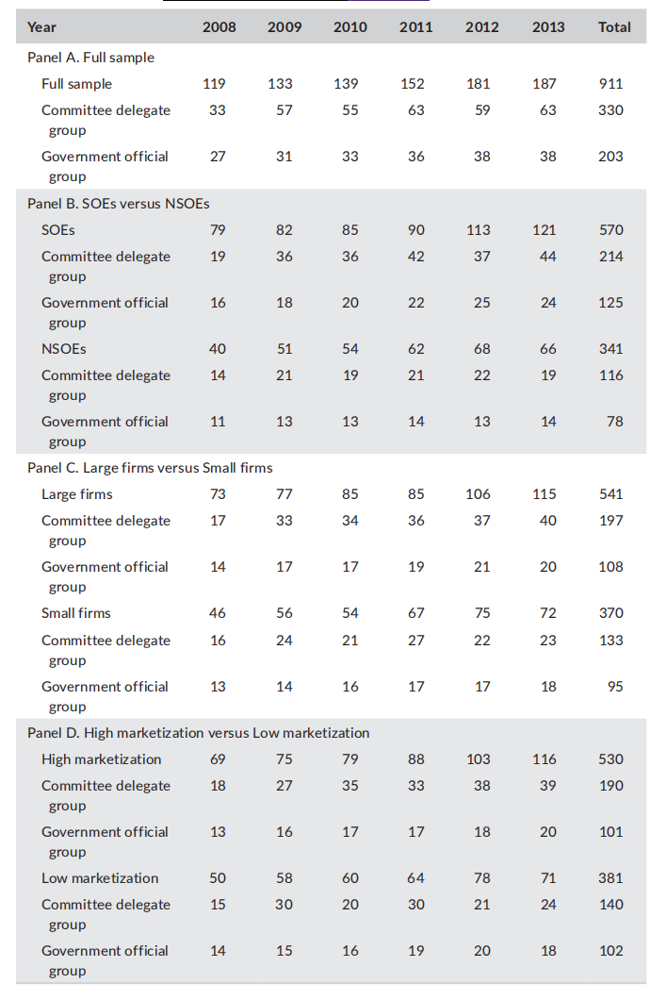 Year 2008 2009 2010 2011 2012 2013 Total
Panel A. Full sample
Full sample 119 133 139 152 181 187 911
Committee delegate 33 57 55 63 59 63 330
group
Government official 27 31 33 36 38 38 203
group
Panel B. SOEs versus NSOEs
SOEs 79 82 85 90 113 121 570
Committee delegate 19 36 36 42 37 44 214
group
Government official 16 18 20 22 25 24 125
group
NSOEs 40 51 54 62 68 66 341
Committee delegate 14 21 19 21 22 19 116
group
Government official 11 13 13 14 13 14 78
group
Panel C. Large firms versus Small firms
Large firms 73 77 85 85 106 115 541
Committee delegate 17 33 34 36 37 40 197
group
Government official 14 17 17 19 21 20 108
group
Small firms 46 56 54 67 75 72 370
Committee delegate 16 24 21 27 22 23 133
group
Government official 13 14 16 17 17 18 95
group
Panel D. High marketization versus Low marketization
High marketization 69 75 79 88 103 116 530
Committee delegate 18 27 35 33 38 39 190
group
Government official 13 16 17 17 18 20 101
group
Low marketization 50 58 60 64 78 71 381
Committee delegate 15 30 20 30 21 24 140
group
Government official 14 15 16 19 20 18 102
group